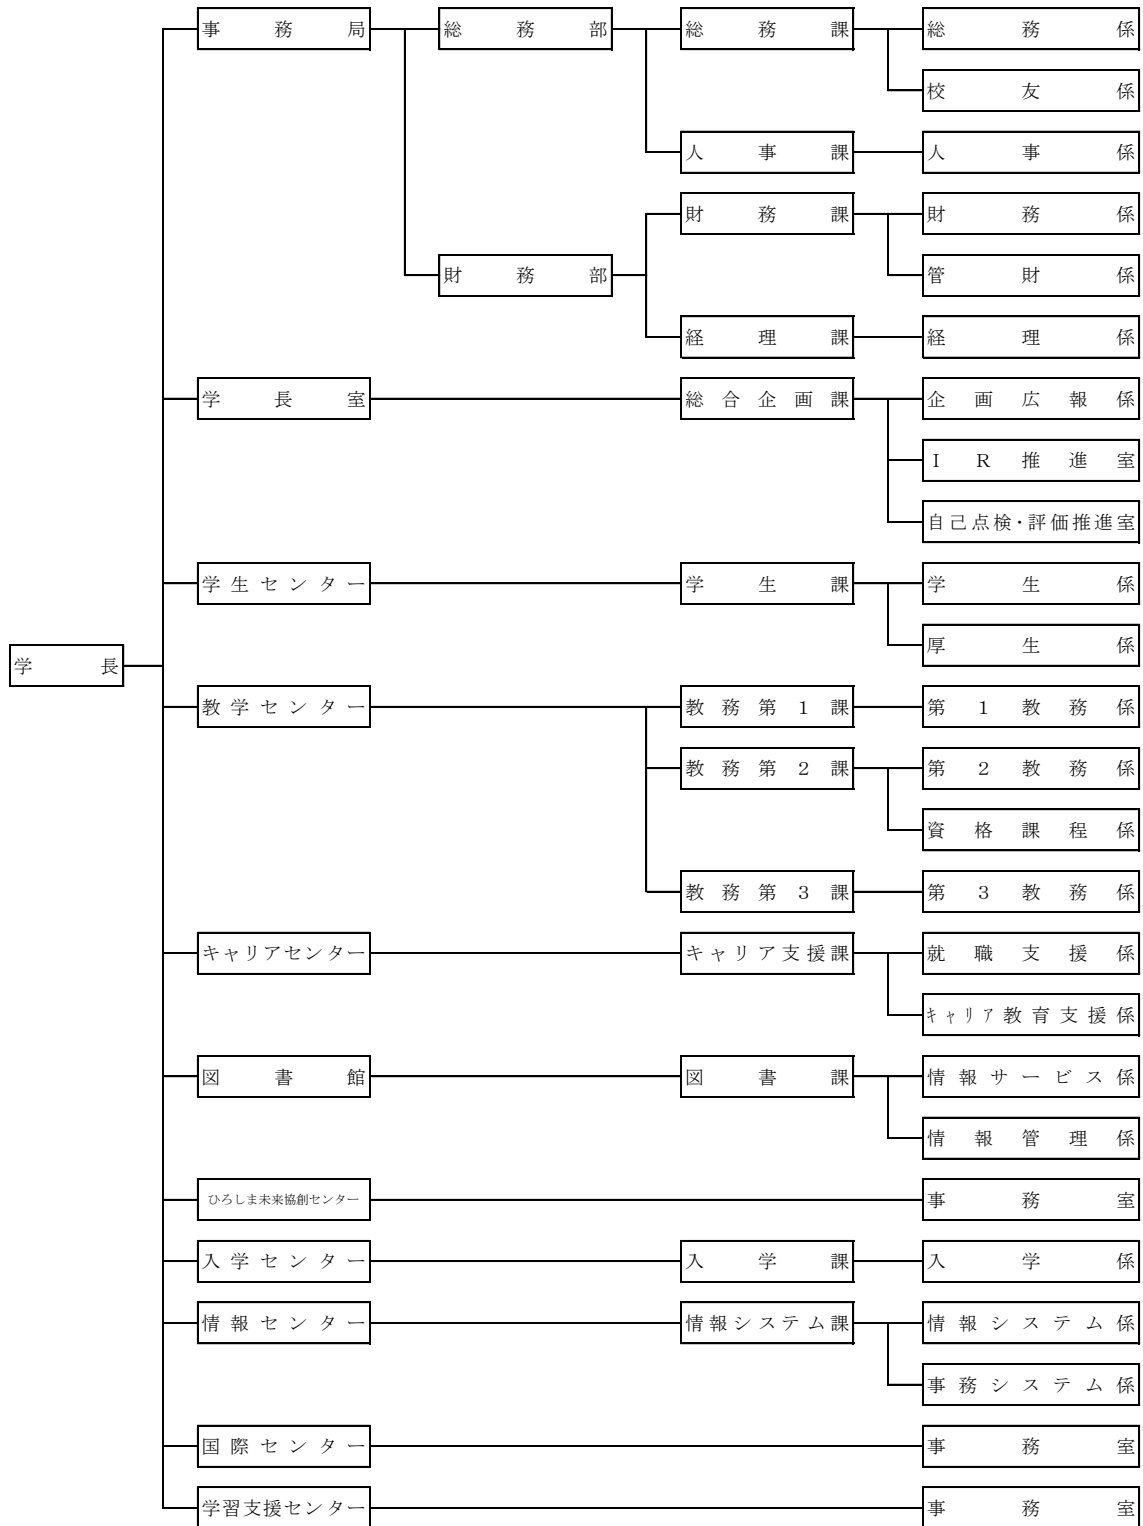 事務局 総務部 総務課 総務係
校友係
人事課 人事係
財務課 財務係
財務部 管財係
経理課 経理係
学長室 総合企画課 企画広報係
ＩＲ推進室
自己点検・評価推進室
学生センター 学生課 学生係
厚生係
学長
教学センター 教務第１課 第１教務係
教務第２課 第２教務係
資格課程係
教務第３課 第３教務係
キャリアセンター キャリア支援課 就職支援係
ｷｬﾘｱ教育支援係
図書館 図書課 情報サービス係
情報管理係
ひろしま未来協創センター 事務室
入学センター 入学課 入学係
情報センター 情報システム課 情報システム係
事務システム係
国際センター 事務室
学習支援センター 事務室